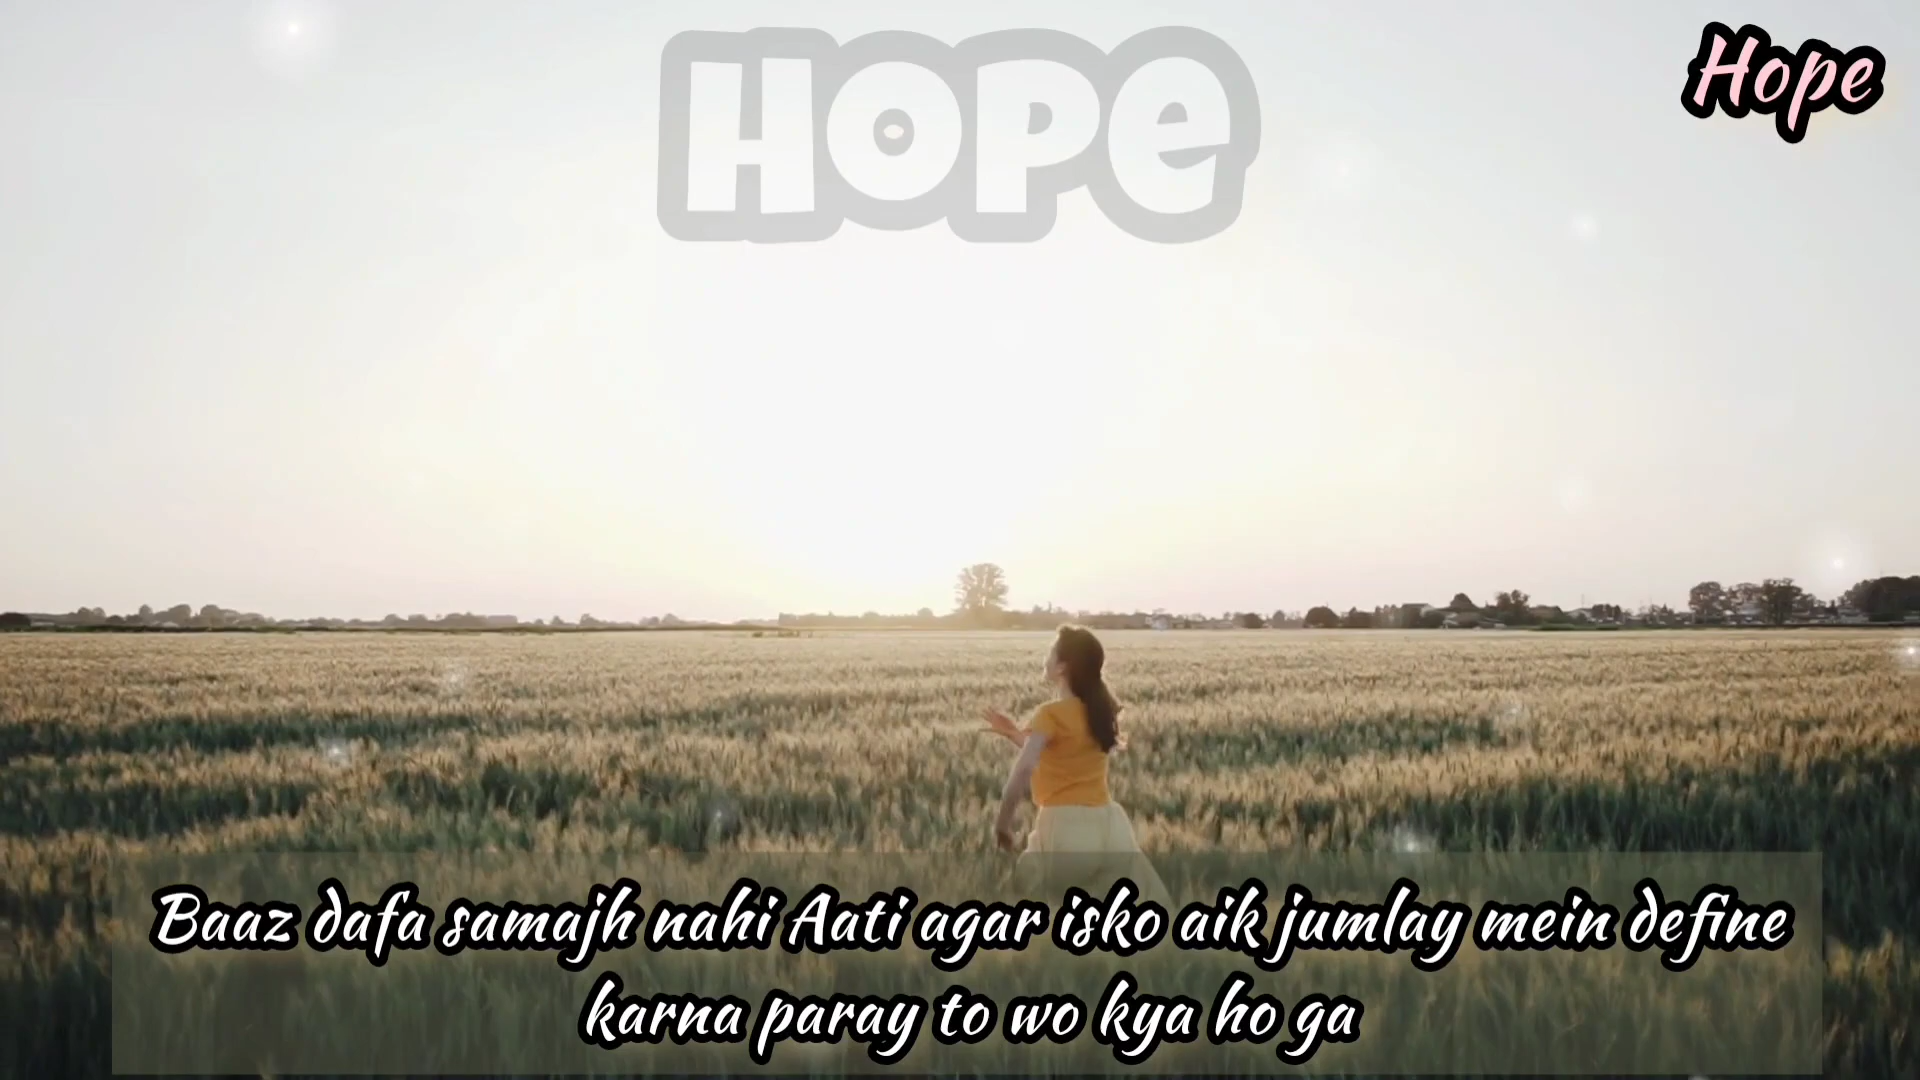 HOPe
Hope
Baaz dafa samajh nahi Aati agar isko aik jumlay mein define
karna paray to wo kya ho ga